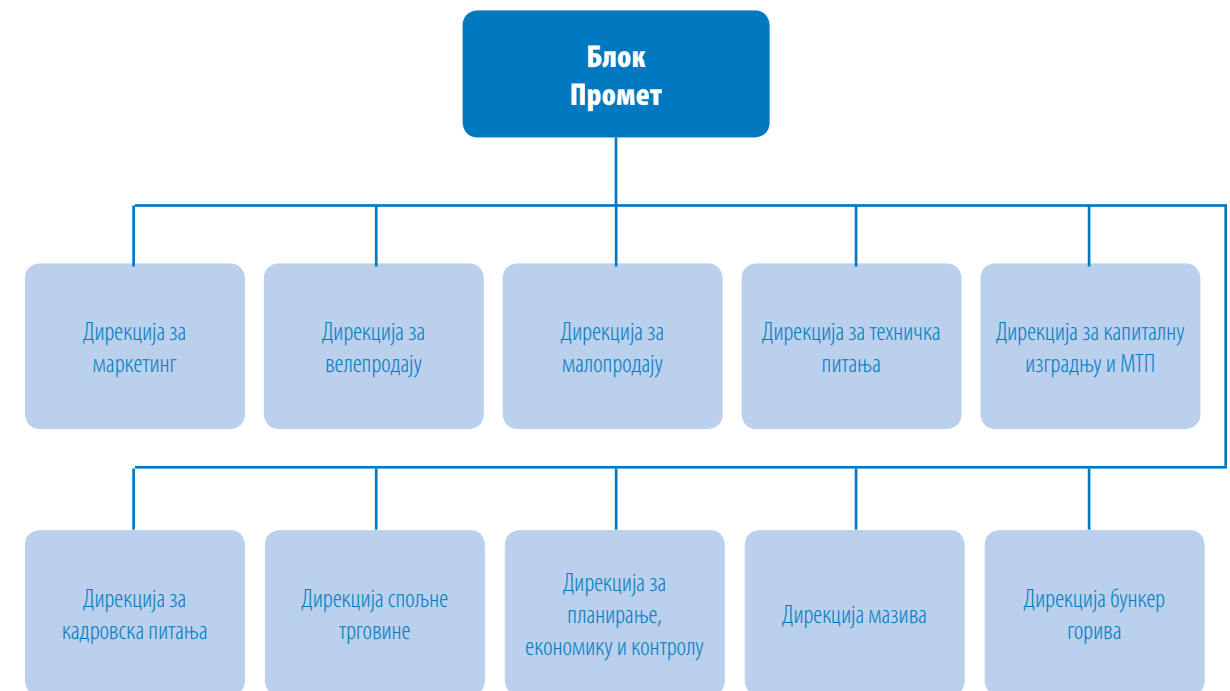 Блок
Промет
Дирекција за
маркетинг
Дирекција за
велепродају
Дирекција за
малопродају
Дирекција за техничка
питања
Дирекција за капиталну
изградњу и МТП
Дирекција за
кадровска питања
Дирекција спољне
трговине
Дирекција за
планирање,
економику и контролу
Дирекција мазива
Дирекција бункер
горива